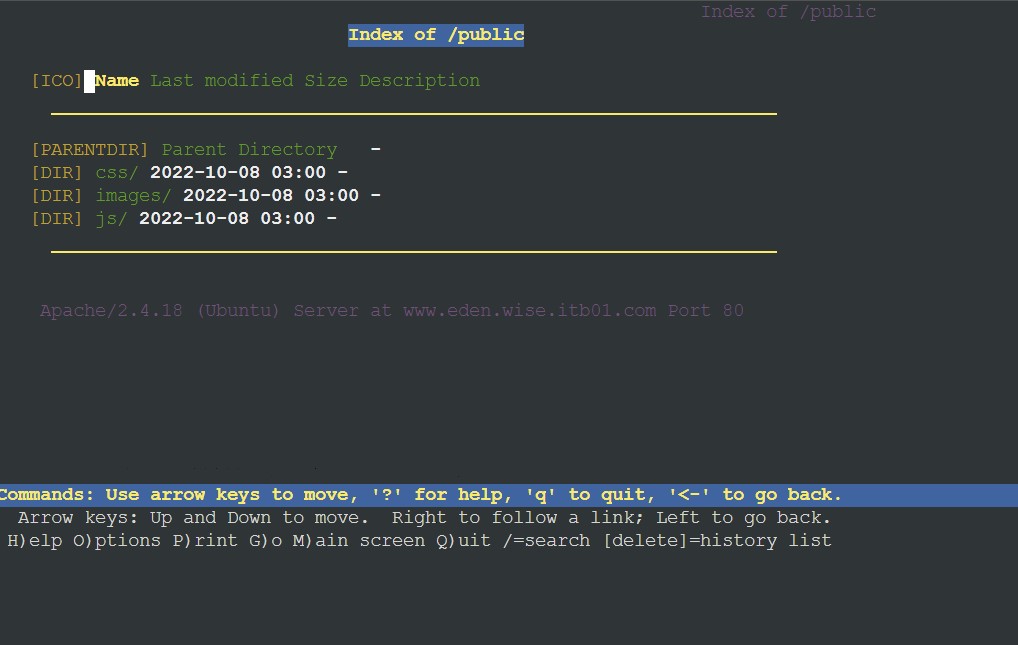 Index of /public
Index of /public
[ICO] Name Last modified Size Description
[PARENTDIR] Parent Directory -
[DIR] css/ 2022-10-08 03:00 -
[DIR] images/ 2022-10-08 03:00 -
[DIR] js/ 2022-10-08 03:00 -
Apache/2.4.18 (Ubuntu) Server at www.eden.wise.itb01.com Port 80
Commands: Use arrow keys to move, '?' for help, 'q' to quit, '<-' to go back.
Arrow keys: Up and Down to move. Right to follow a link; Left to go back.
H)elp O)ptions P)rint G)o M)ain screen Q)uit /=search [delete]=history list